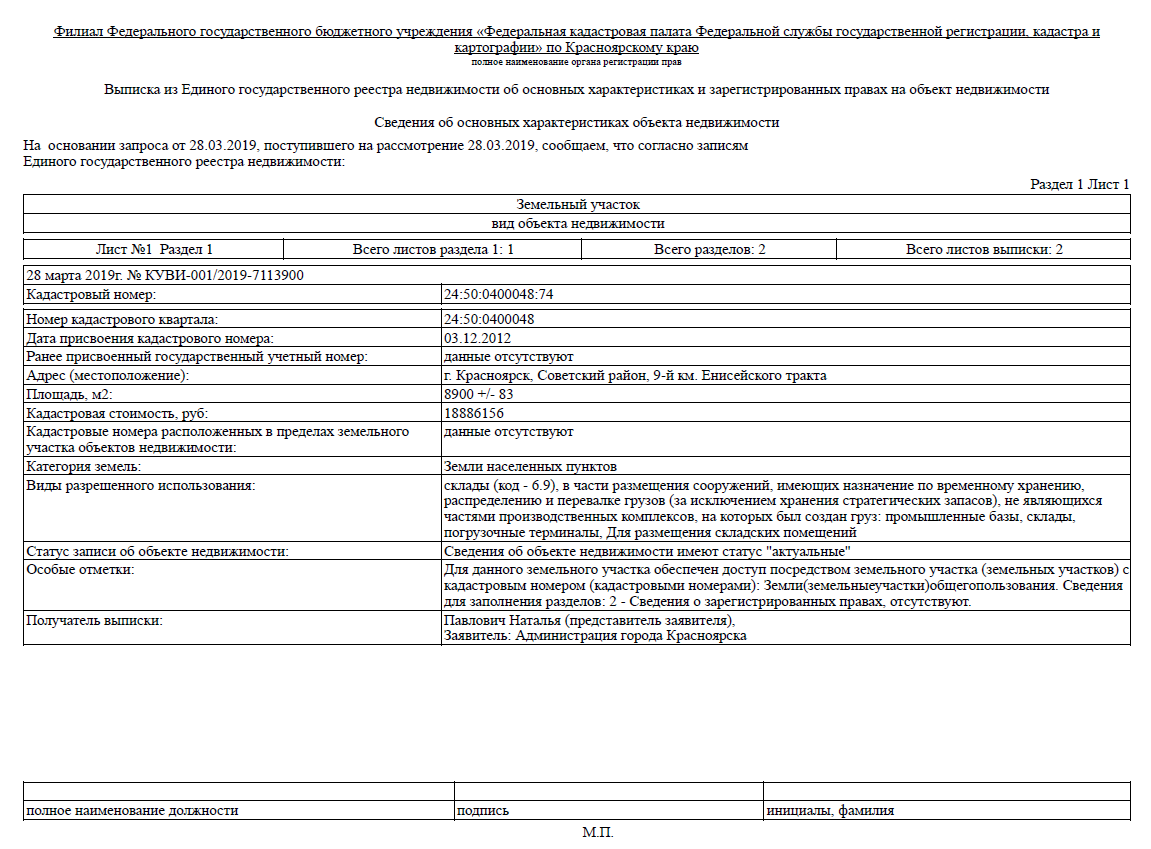 Филиал Федерального государственного бюджетного учреждения «Федеральная кадастровая палата Федеральной службы государственной регистрации, кадастра и
картографии» по Красноярскому краю
полное наименование органа регистрации прав
Выписка из Единого государственного реестра недвижимости об основных характеристиках и зарегистрированных правах на объект недвижимости
Сведения об основных характеристиках объекта недвижимости
На основании запроса от 28.03.2019, поступившего на рассмотрение 28.03.2019, сообщаем, что согласно записям
Единого государственного реестра недвижимости:
Раздел 1 Лист 1
Земельный участок
вид объекта недвижимости
Лист №1 Раздел 1 Всего листов раздела 1: 1 Всего разделов: 2 Всего листов выписки: 2
28 марта 2019г. № КУВИ-001/2019-7113900
Кадастровый номер: 24:50:0400048:74
Номер кадастрового квартала: 24:50:0400048
Дата присвоения кадастрового номера: 03.12.2012
Ранее присвоенный государственный учетный номер: данные отсутствуют
Адрес (местоположение): г. Красноярск, Советский район, 9-й км. Енисейского тракта
Площадь, м2: 8900 +/- 83
Кадастровая стоимость, руб: 18886156
Кадастровые номера расположенных в пределах земельного данные отсутствуют
участка объектов недвижимости:
Категория земель: Земли населенных пунктов
Виды разрешенного использования: склады (код - 6.9), в части размещения сооружений, имеющих назначение по временному хранению,
распределению и перевалке грузов (за исключением хранения стратегических запасов), не являющихся
частями производственных комплексов, на которых был создан груз: промышленные базы, склады,
погрузочные терминалы, Для размещения складских помещений
Статус записи об объекте недвижимости: Сведения об объекте недвижимости имеют статус "актуальные"
Особые отметки: Для данного земельного участка обеспечен доступ посредством земельного участка (земельных участков) с
кадастровым номером (кадастровыми номерами): Земли(земельныеучастки)общегопользования. Сведения
для заполнения разделов: 2 - Сведения о зарегистрированных правах, отсутствуют.
Получатель выписки: Павлович Наталья (представитель заявителя),
Заявитель: Администрация города Красноярска
полное наименование должности подпись инициалы, фамилия
М.П.